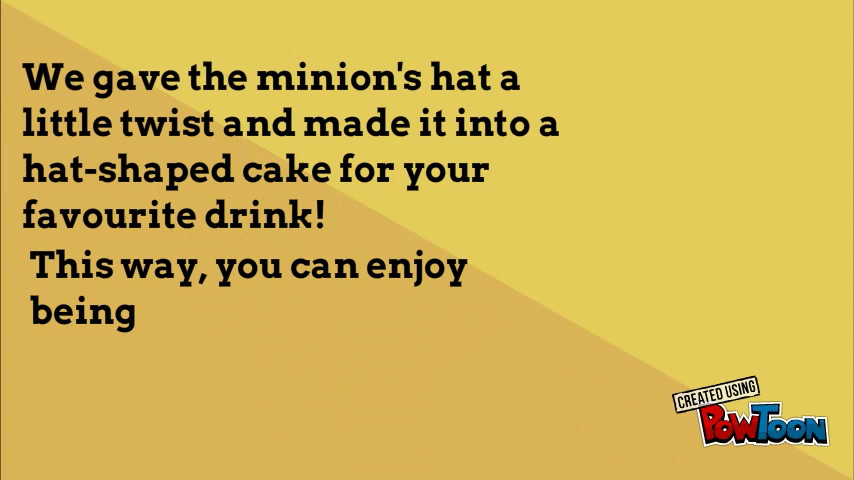 We gave the minion's hat a
little twist and made it into a
hat-shaped cake for your
favourite drink!
This way, you can enjoy
being
CREATED USING
POWTOON